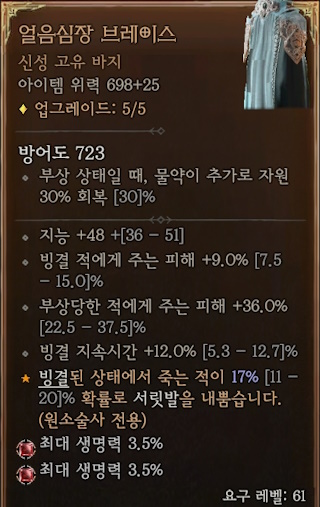 얼음심장 브레이스
신성 고유 바지
아이템 위력 698+25
업그레이드: 5/5
방어도 723
부상 상태일 때, 물약이 추가로 자원
30% 회복 [30]%
지능 +48 +[36 – 51]
빙결 적에게 주는 피해 +9.0% [7.5
– 15.0]%
부상당한 적에게 주는 피해 +36.0%
[22.5 – 37.5]%
빙결 지속시간 +12.0% [5.3 – 12.7]%
빙결된 상태에서 죽는 적이 17% [11 –
20]% 확률로 서릿발을 내뿜습니다.
(원소술사 전용)
최대 생명력 3.5%
최대 생명력 3.5%
요구 레벨: 61